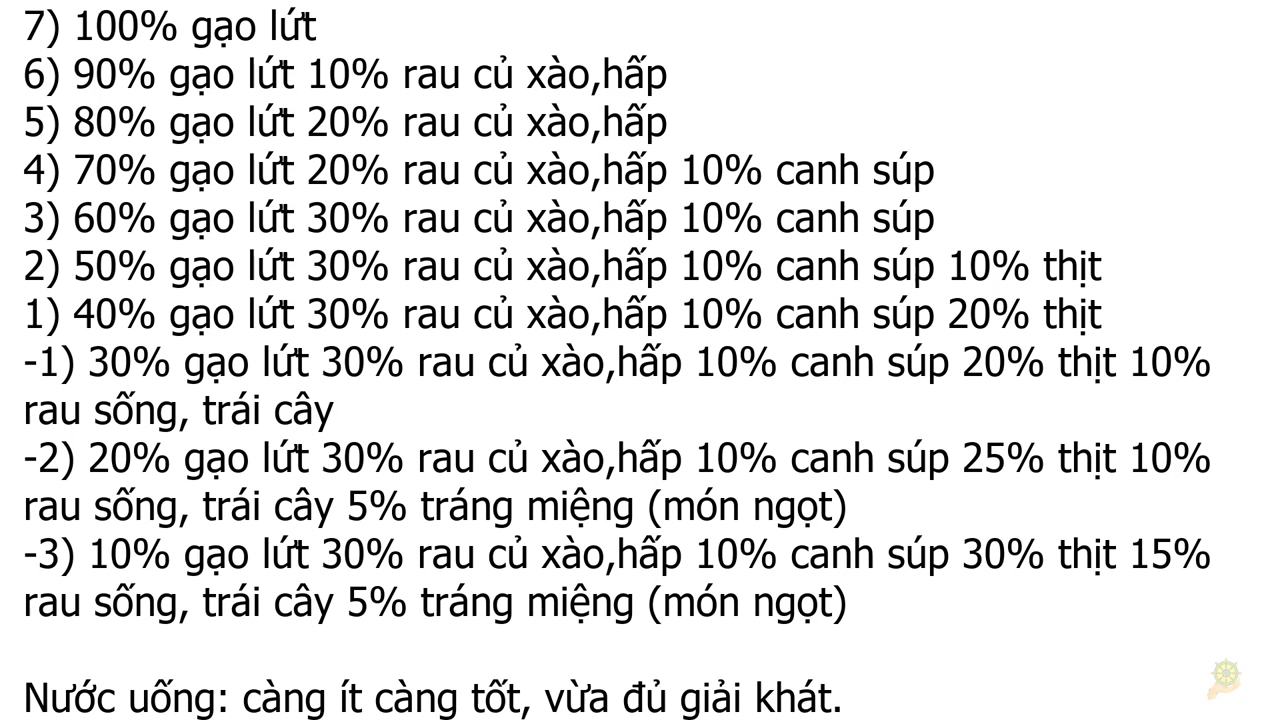 7) 100% gạo lứt
6) 90% gạo lứt 10% rau củ xào,hấp
5) 80% gạo lứt 20% rau củ xào,hấp
4) 70% gạo lứt 20% rau củ xào,hấp 10% canh súp
3) 60% gạo lứt 30% rau củ xào,hấp 10% canh súp
2) 50% gạo lứt 30% rau củ xào,hấp 10% canh súp 10% thịt
1) 40% gạo lứt 30% rau củ xào,hấp 10% canh súp 20% thịt
-1) 30% gạo lứt 30% rau củ xào,hấp 10% canh súp 20% thịt 10%
rau sống, trái cây
-2) 20% gạo lứt 30% rau củ xào,hấp 10% canh súp 25% thịt 10%
rau sống, trái cây 5% tráng miệng (món ngọt)
-3) 10% gạo lứt 30% rau củ xào,hấp 10% canh súp 30% thịt 15%
rau sống, trái cây 5% tráng miệng (món ngọt)
Nước uống: càng ít càng tốt, vừa đủ giải khát.